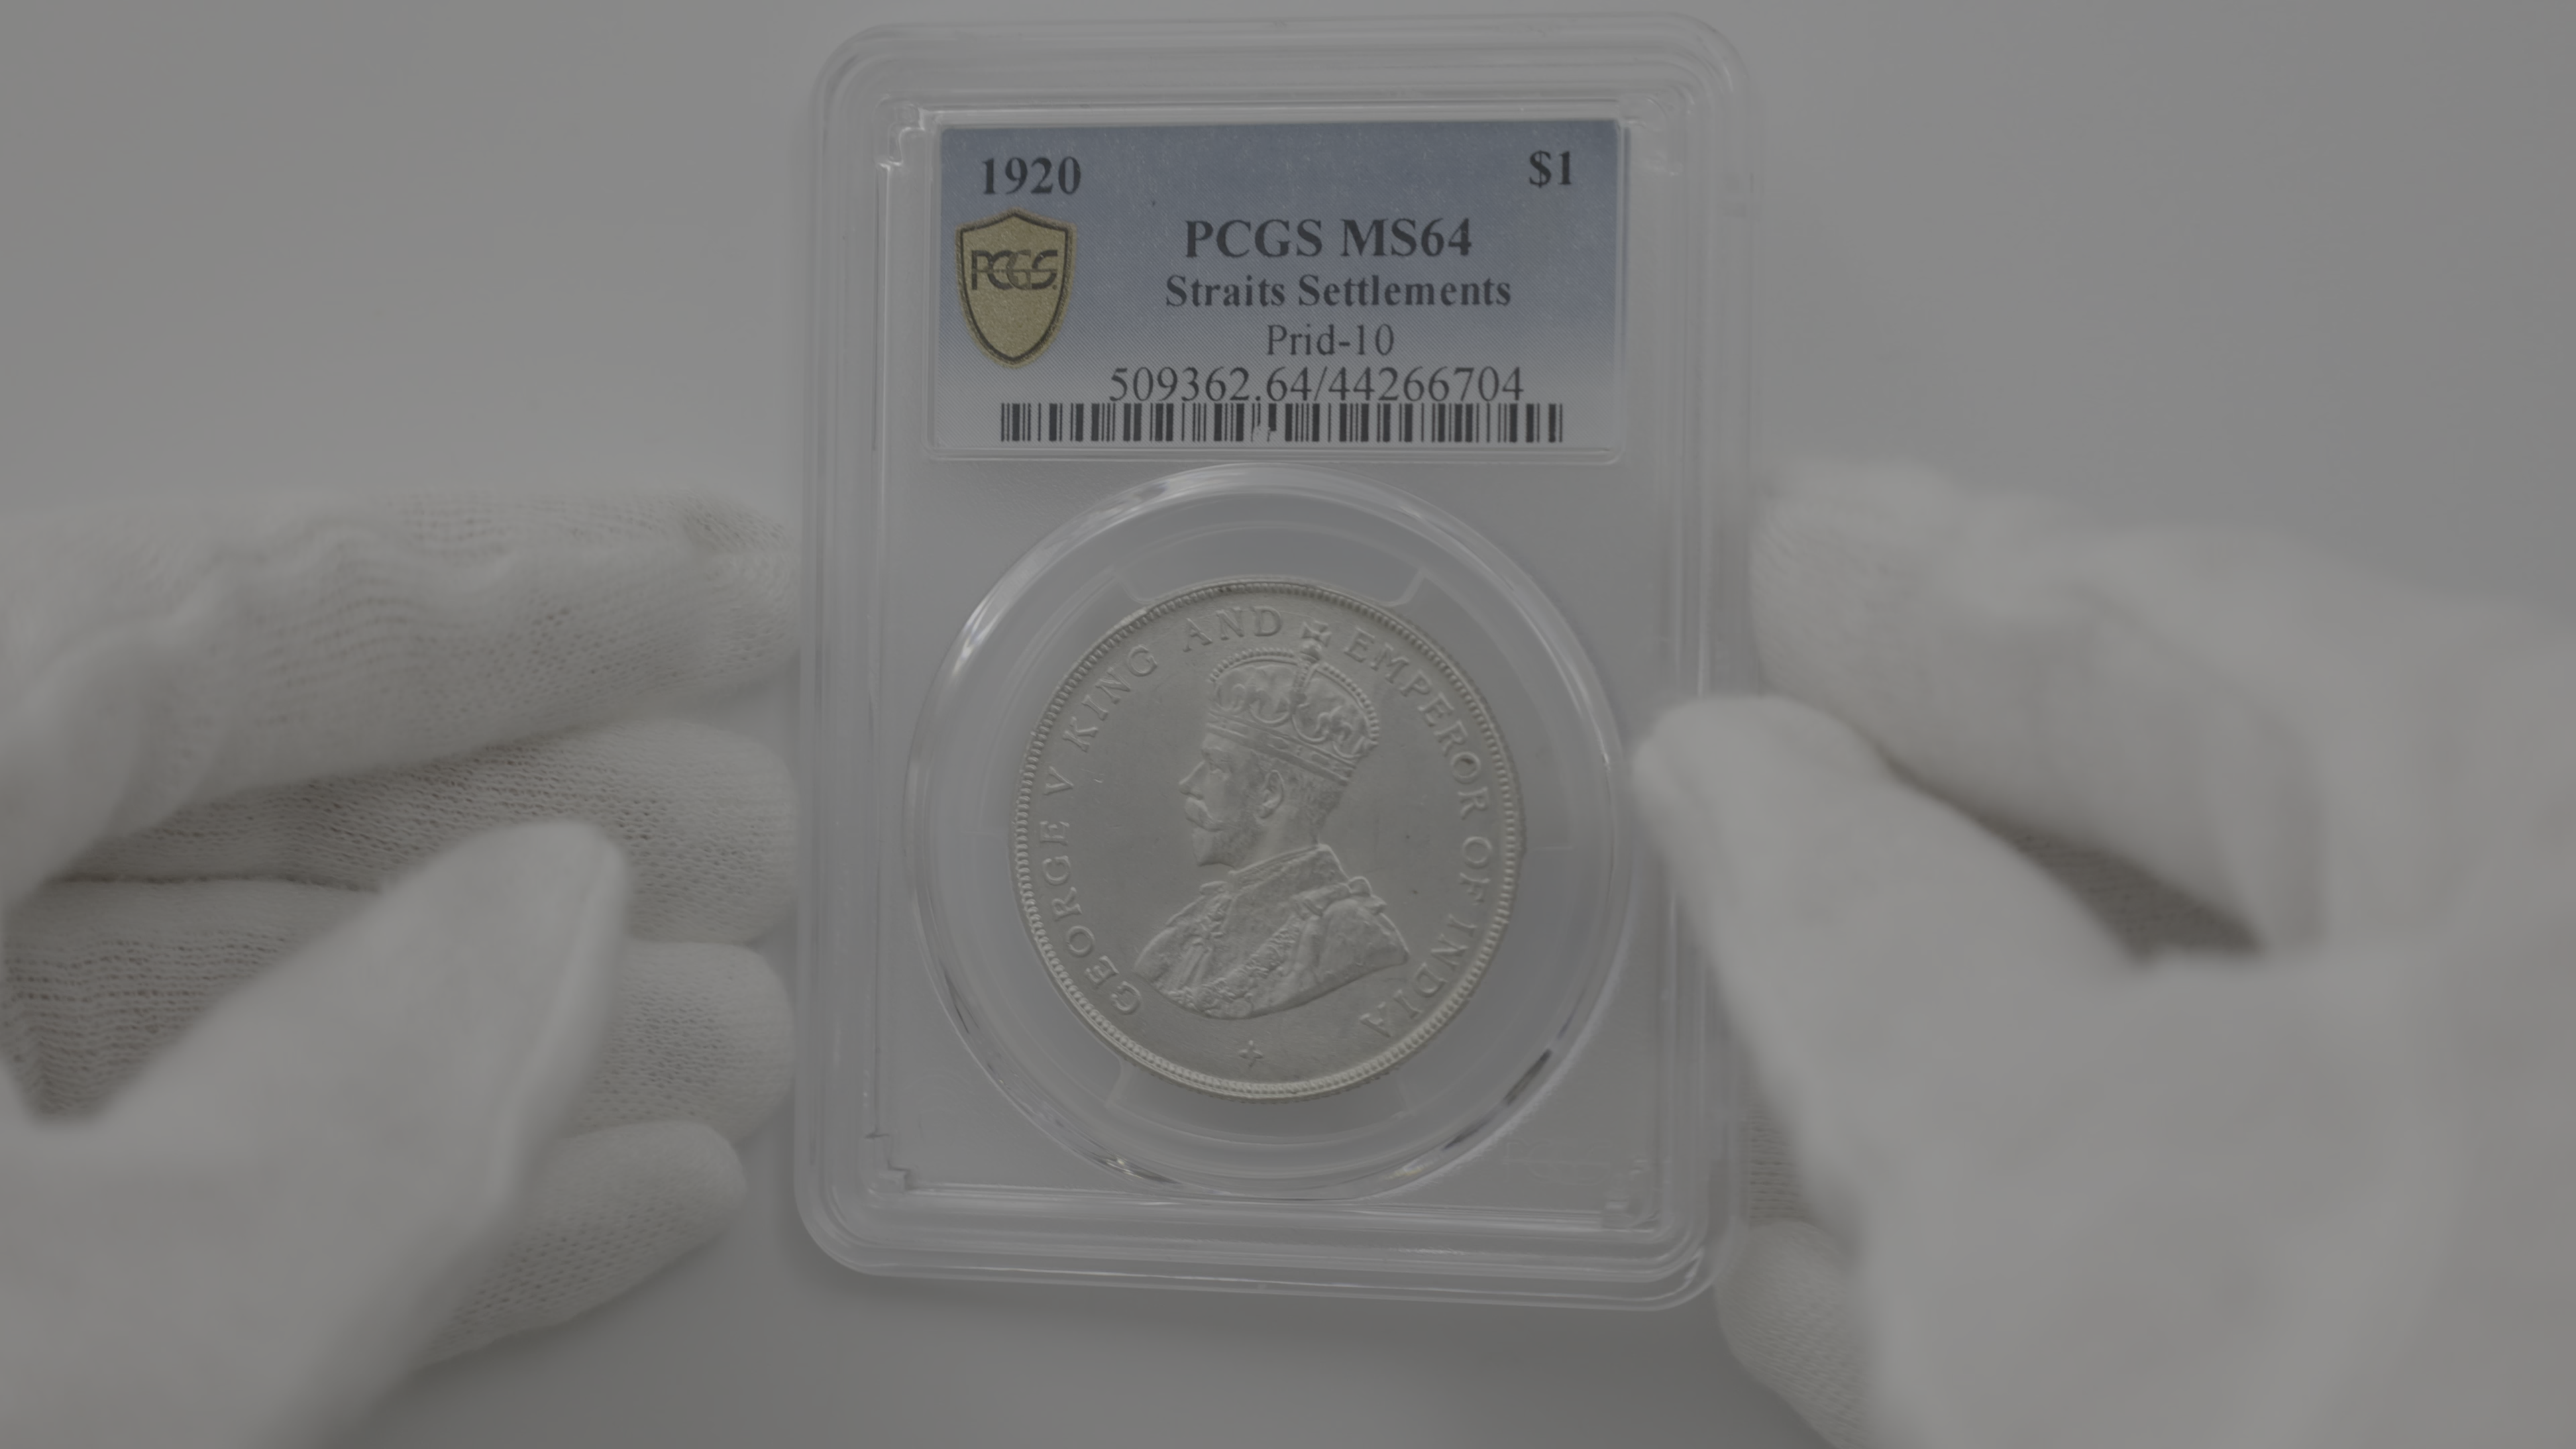 1920 $1
PCGS MS64
PCGS
Straits Settlements
Prid-10
509362.64/44266704
GEORGE V KING AND EMPEROR OF INDIA